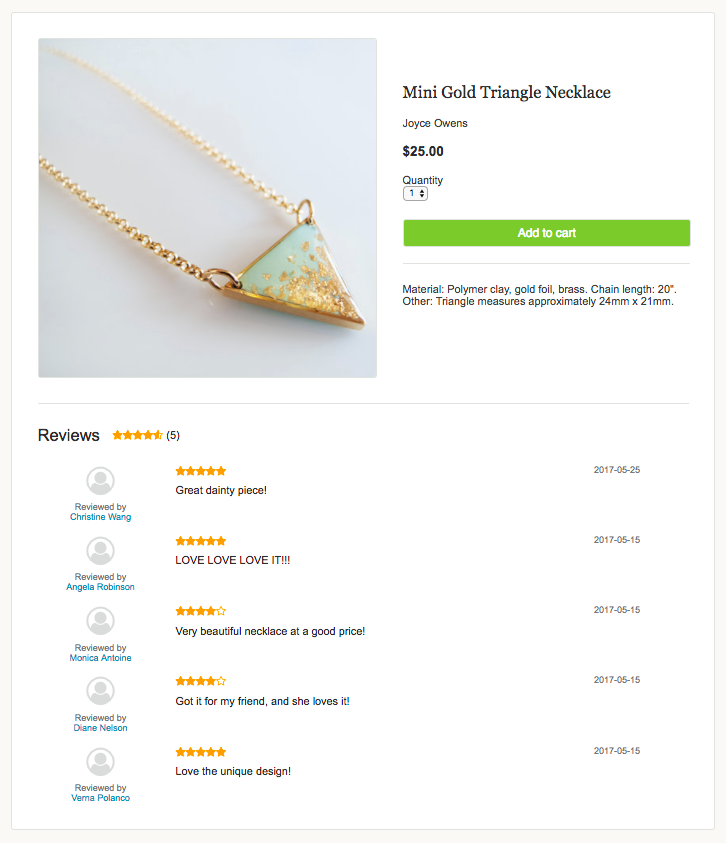 Mini Gold Triangle Necklace
Joyce Owens
$25.00
Quantity
1
Add to cart
Material: Polymer clay, gold foil, brass. Chain length: 20".
Other: Triangle measures approximately 24mm x 21mm.
Reviews (5)
2017-05-25
Great dainty piece!
Reviewed by
Christine Wang
2017-05-15
LOVE LOVE LOVE IT!!!
Reviewed by
Angela Robinson
2017-05-15
Very beautiful necklace at a good price!
Reviewed by
Monica Antoine
2017-05-15
Got it for my friend, and she loves it!
Reviewed by
Diane Nelson
2017-05-15
Love the unique design!
Reviewed by
Verna Polanco